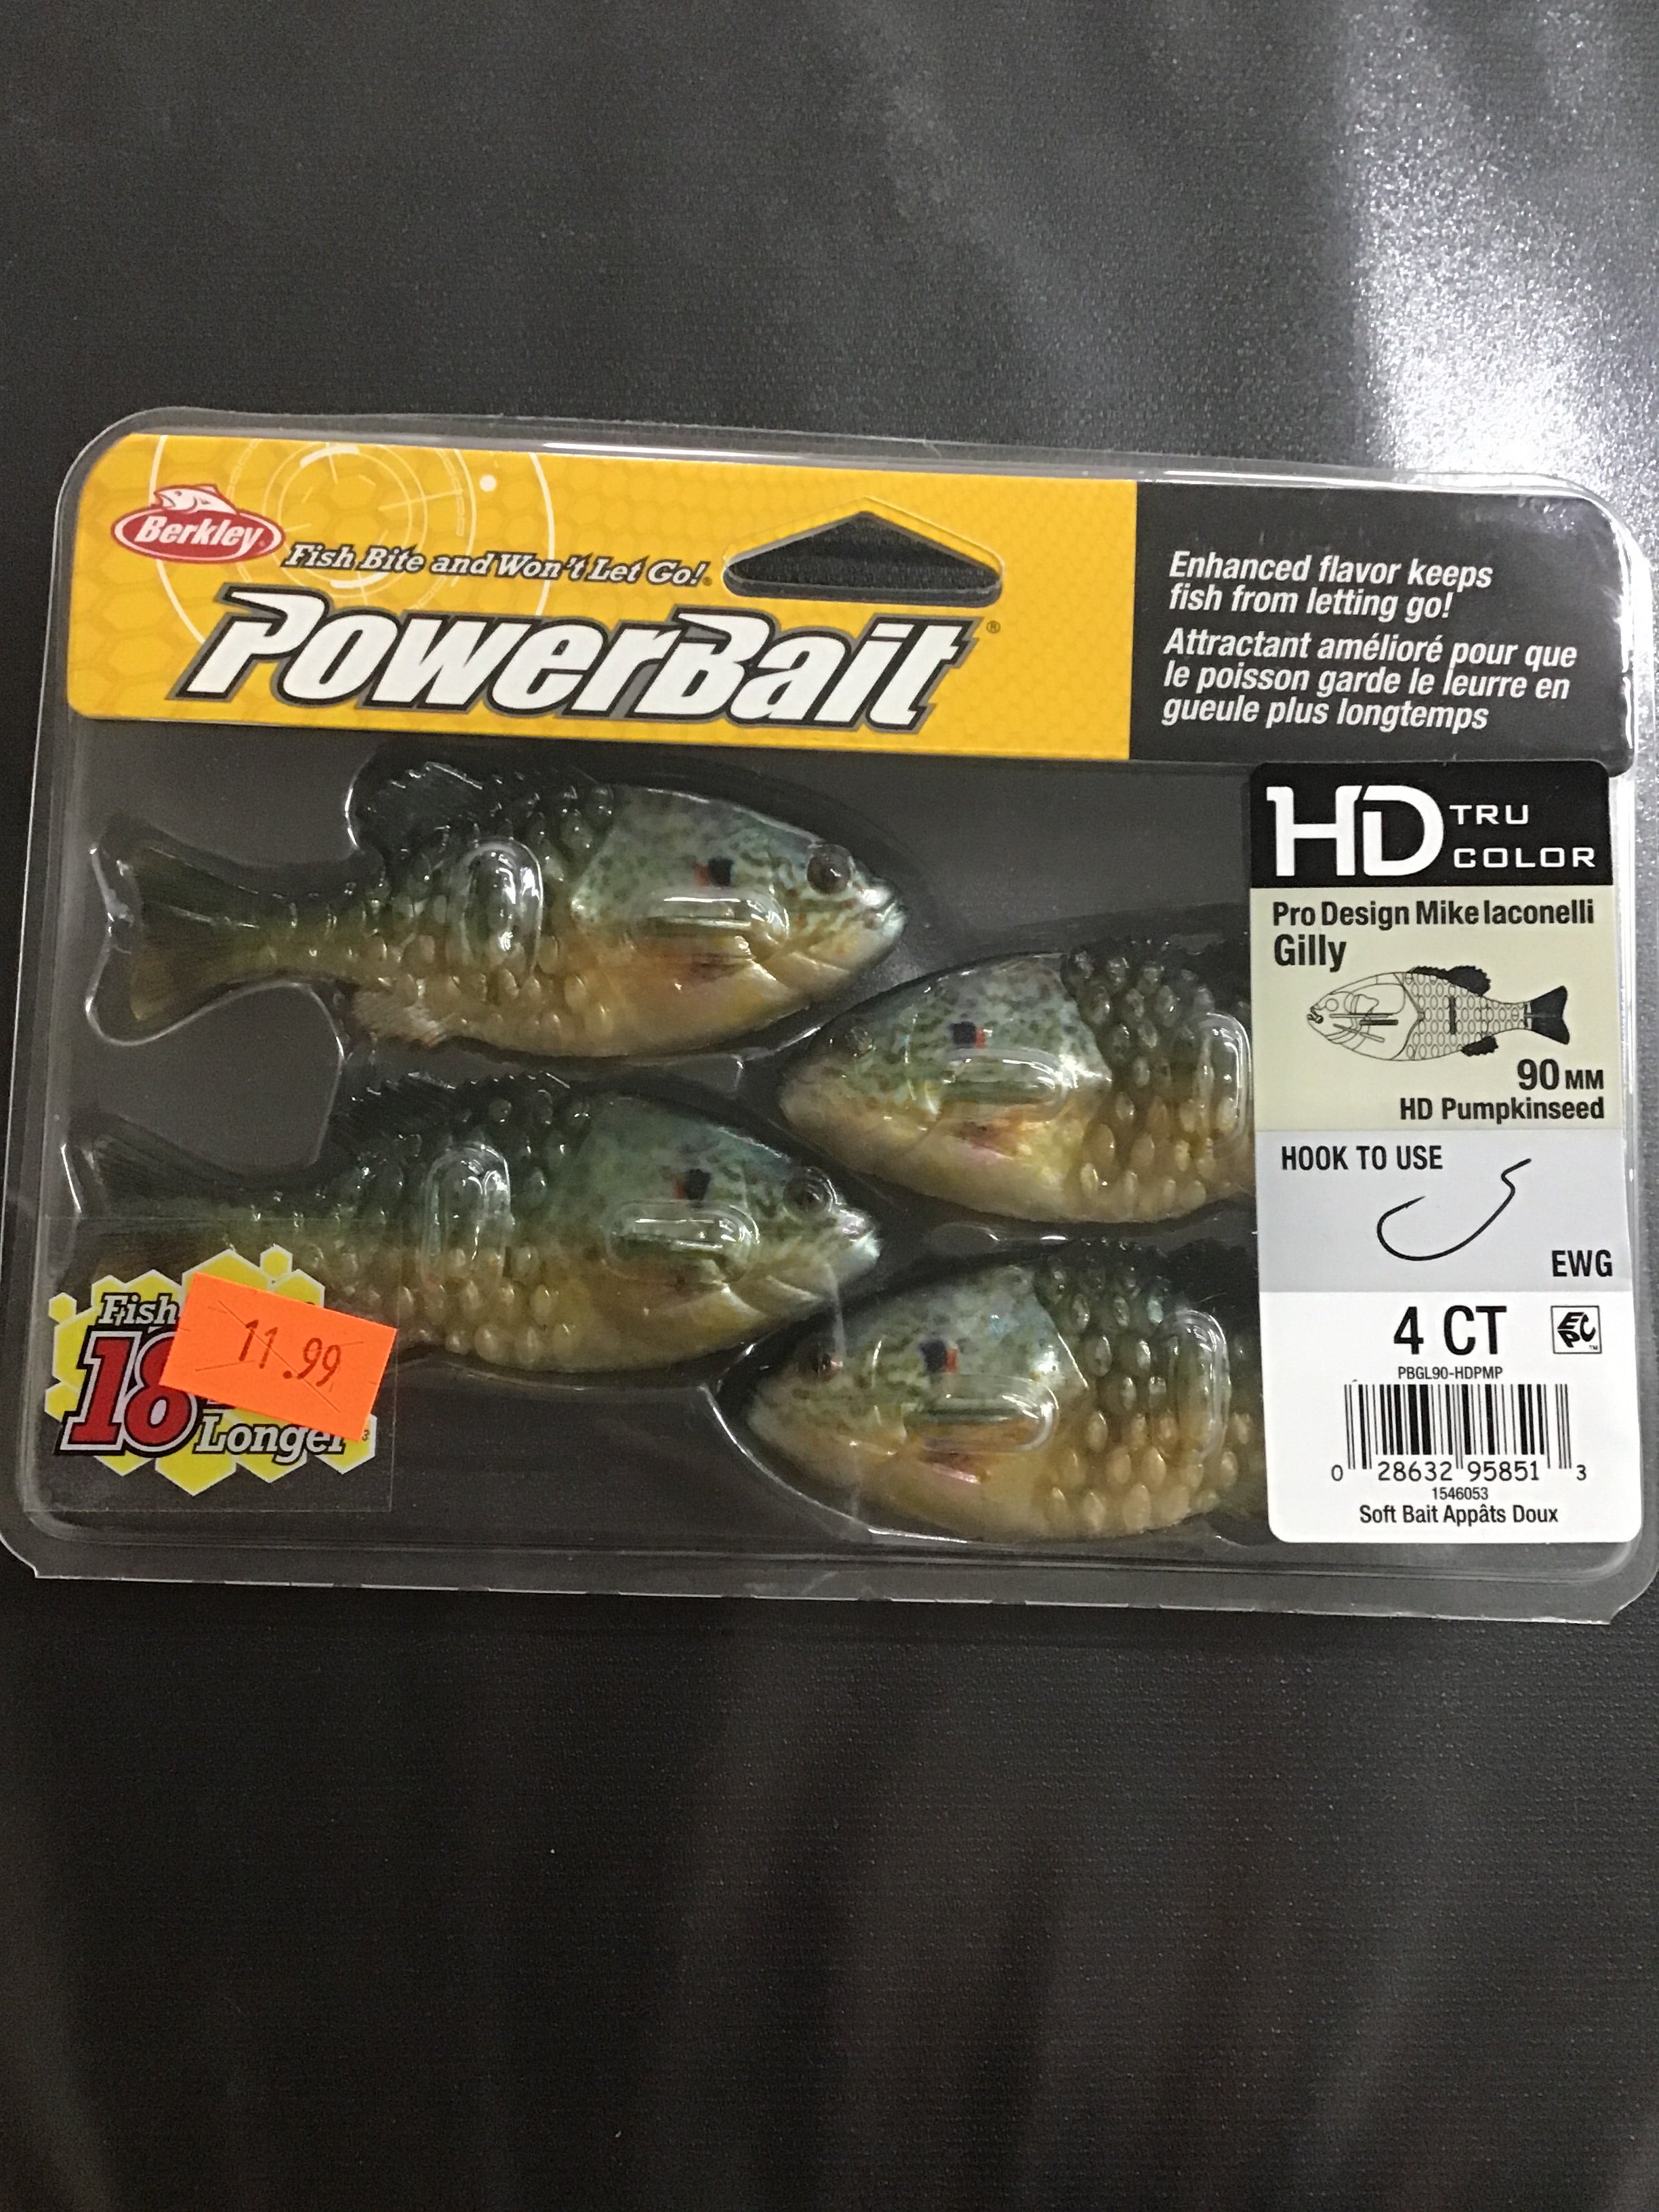 Berkley
Fish Bite and Won't Let Go!®
PowerBait®
Enhanced flavor keeps
fish from letting go!
Attractant amélioré pour que
le poisson garde le leurre en
gueule plus longtemps
HD TRU
COLOR
Pro Design Mike Iaconelli
Gilly
90 MM
HD Pumpkinseed
HOOK TO USE
EWG
4 CT
PBGL90-HDPMP
0 28632 95851 3
1546053
Soft Bait Appâts Doux
Fish
11.99
Longer